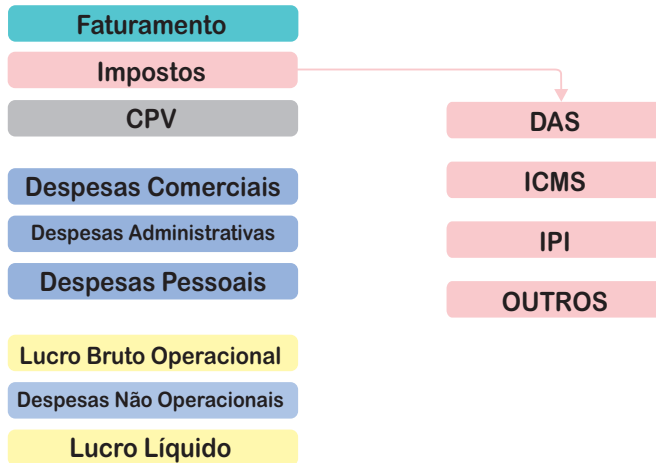 Faturamento
Impostos
CPV
Despesas Comerciais
Despesas Administrativas
Despesas Pessoais
Lucro Bruto Operacional
Despesas Não Operacionais
Lucro Líquido
DAS
ICMS
IPI
OUTROS